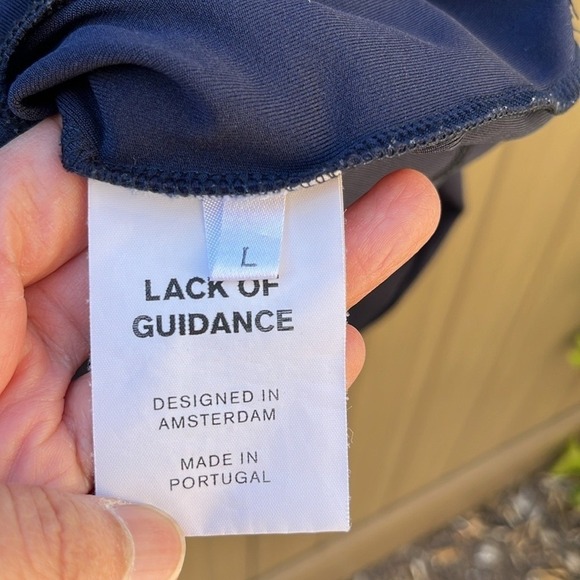 L
LACK OF
GUIDANCE
DESIGNED IN
AMSTERDAM
MADE IN
PORTUGAL